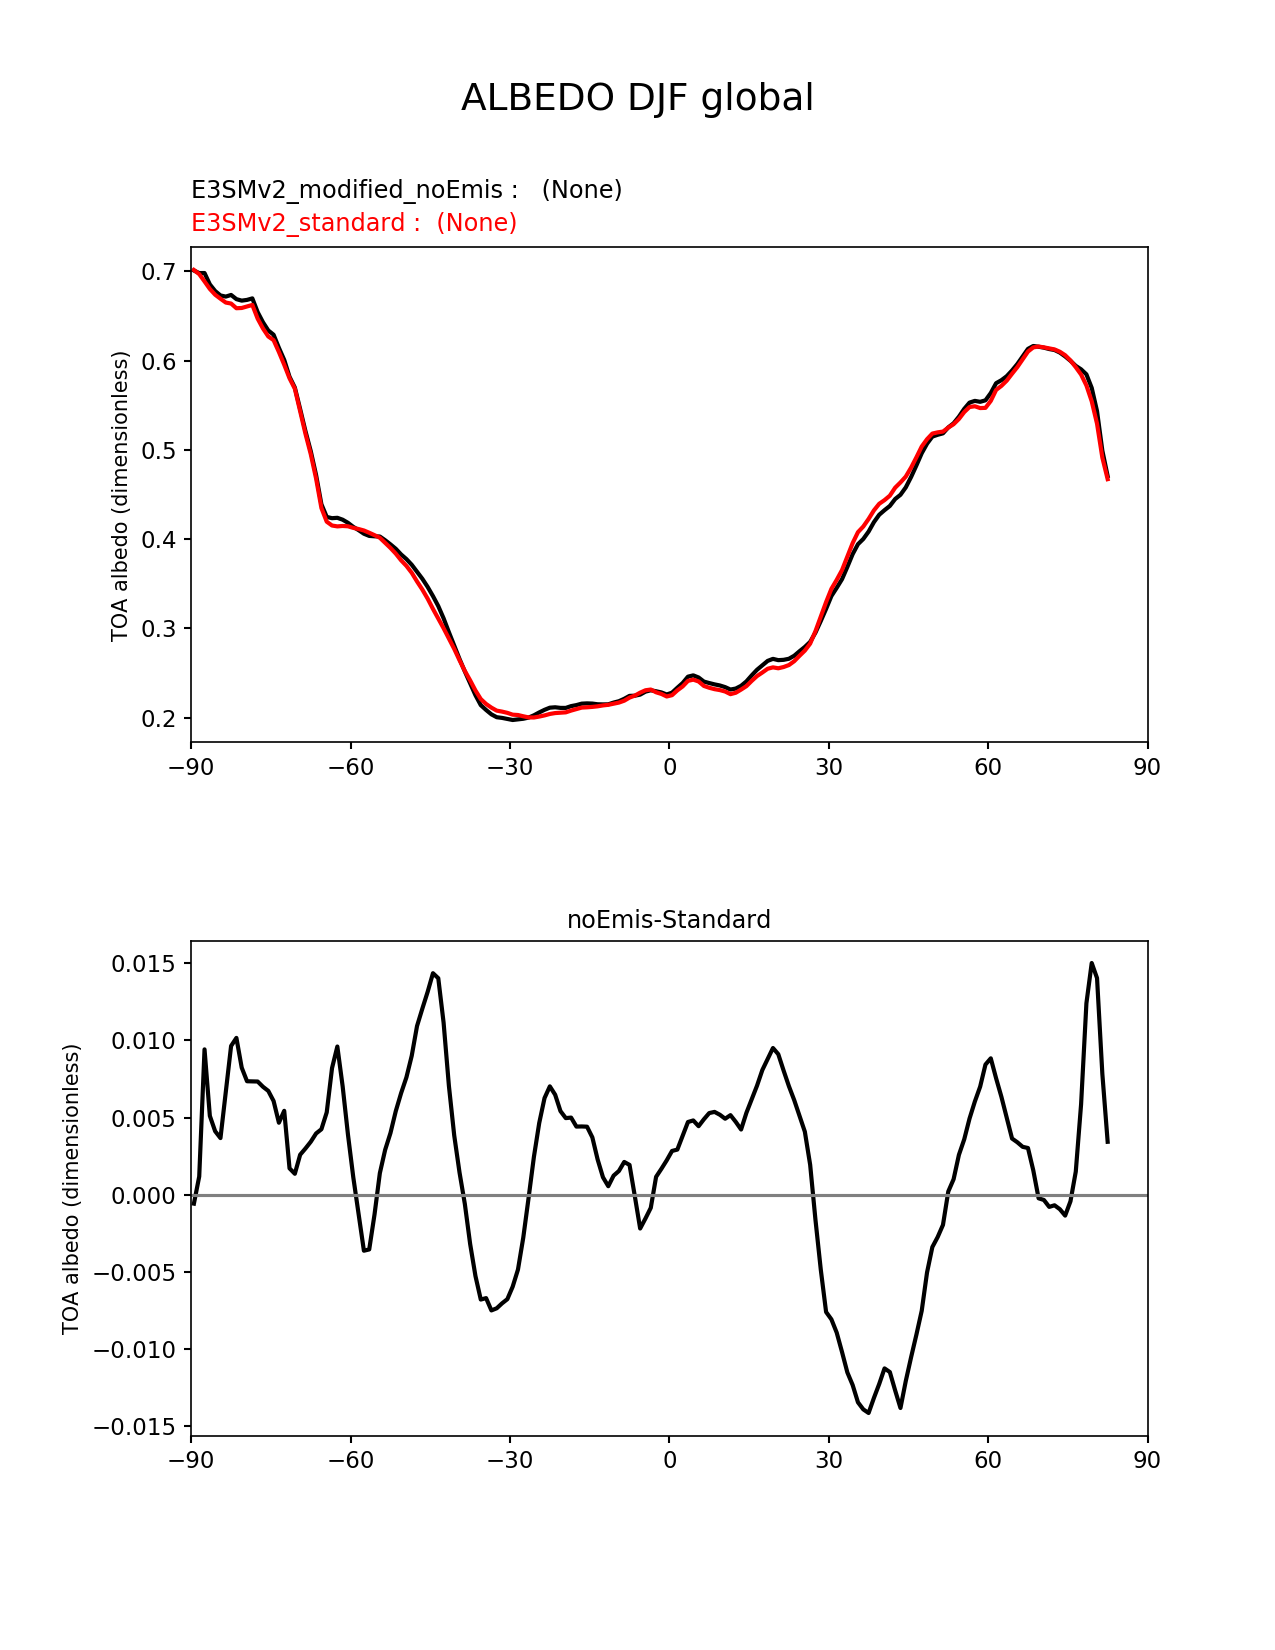 ALBEDO DJF global
E3SMv2_modified_noEmis :   (None)
E3SMv2_standard :  (None)
TOA albedo (dimensionless)
0.7
0.6
0.5
0.4
0.3
0.2
−90 −60 −30 0 30 60 90
noEmis-Standard
TOA albedo (dimensionless)
0.015
0.010
0.005
0.000
−0.005
−0.010
−0.015
−90 −60 −30 0 30 60 90